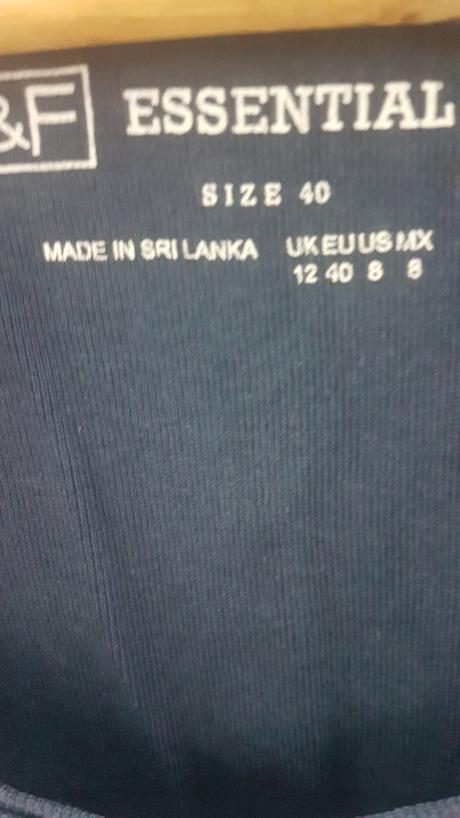 &F ESSENTIAL
SIZE 40
MADE IN SRI LANKA UK EU US MX
12 40 8 8